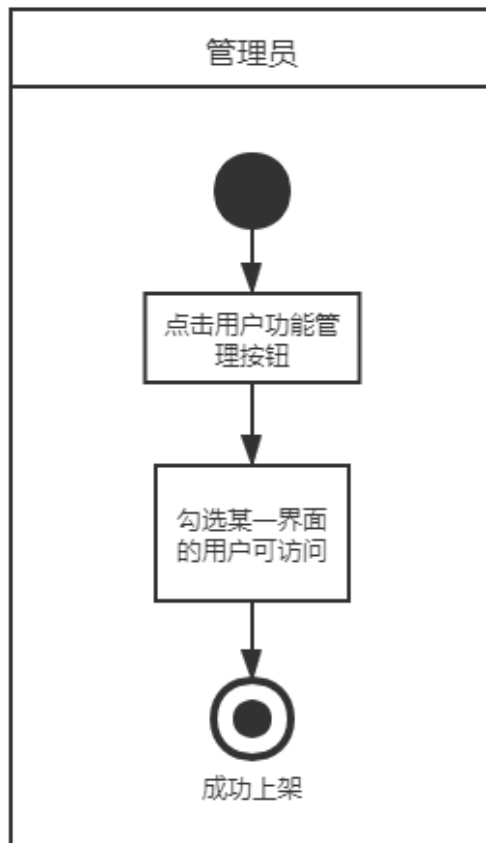 管理员
点击用户功能管
理按钮
勾选某一界面
的用户可访问
成功上架